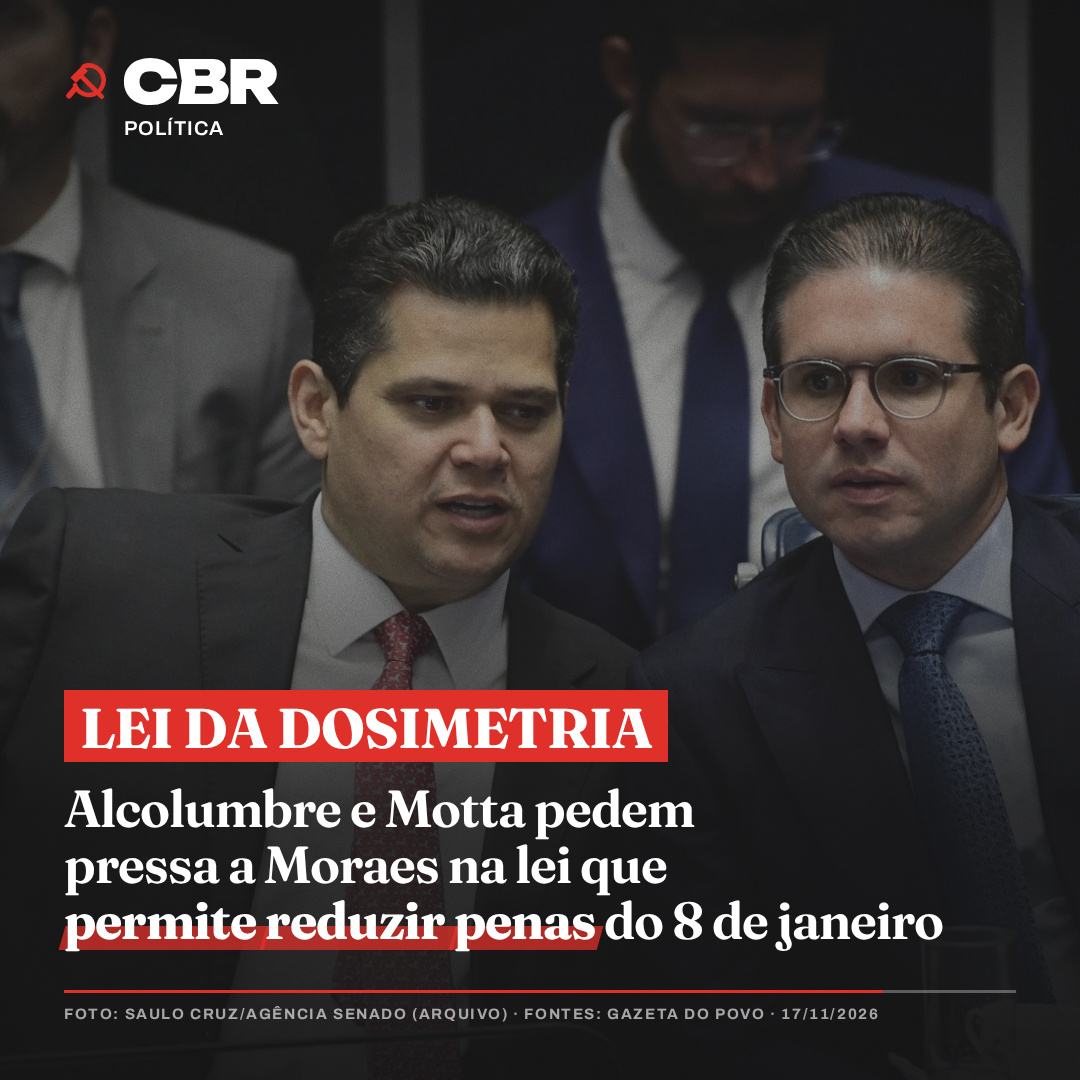 CBR
POLÍTICA
LEI DA DOSIMETRIA
Alcolumbre e Motta pedem
pressa a Moraes na lei que
permite reduzir penas do 8 de janeiro
FOTO: SAULO CRUZ/AGÊNCIA SENADO (ARQUIVO) · FONTES: GAZETA DO POVO · 17/11/2026